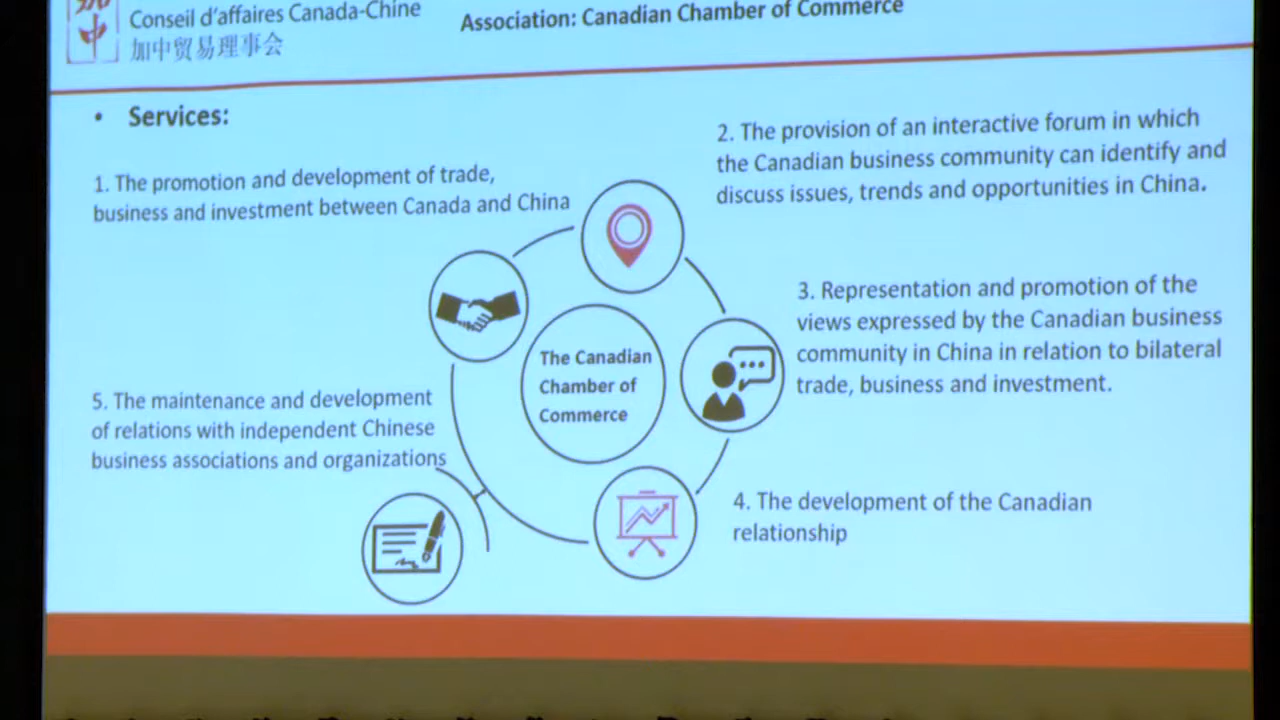 Conseil d'affaires Canada-Chine
加中贸易理事会
Association: Canadian Chamber of Commerce
• Services:
1. The promotion and development of trade,
business and investment between Canada and China
2. The provision of an interactive forum in which
the Canadian business community can identify and
discuss issues, trends and opportunities in China.
3. Representation and promotion of the
views expressed by the Canadian business
community in China in relation to bilateral
trade, business and investment.
The Canadian
Chamber of
Commerce
5. The maintenance and development
of relations with independent Chinese
business associations and organizations
4. The development of the Canadian
relationship